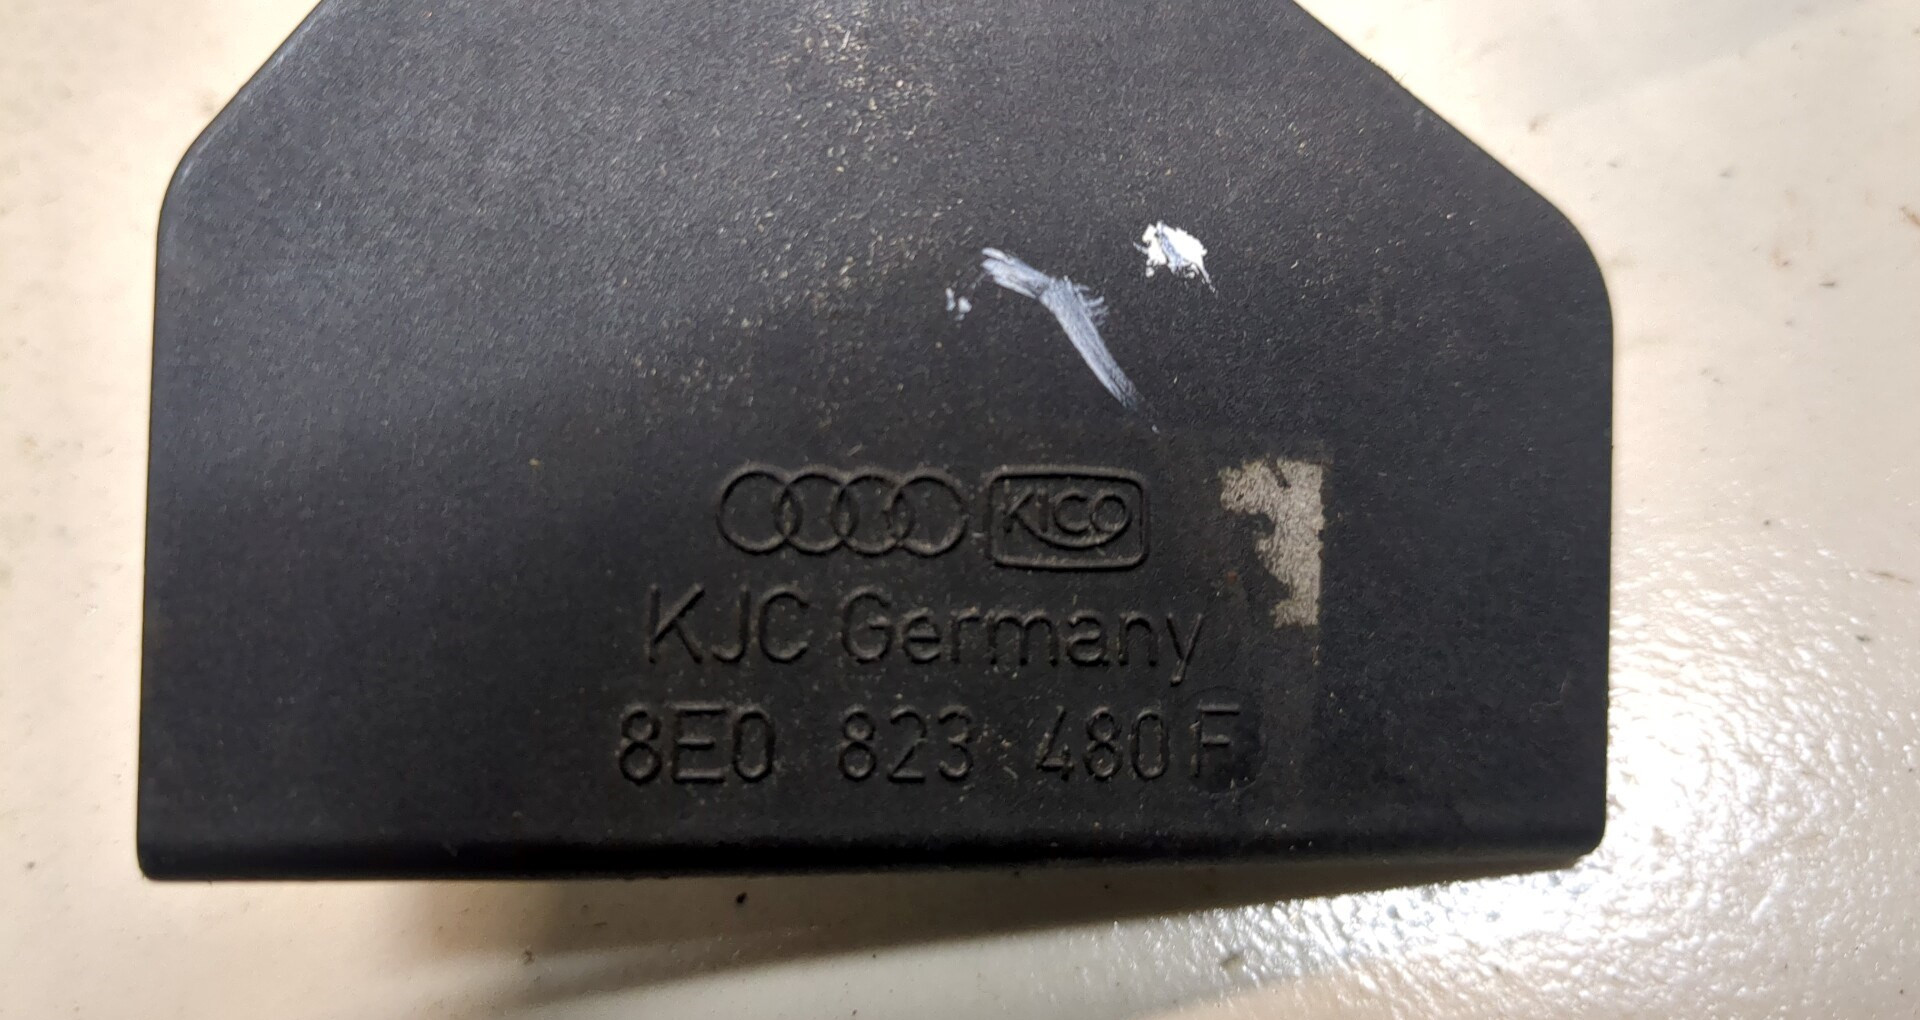 KICO
KJC Germany
8E0 823 480 F